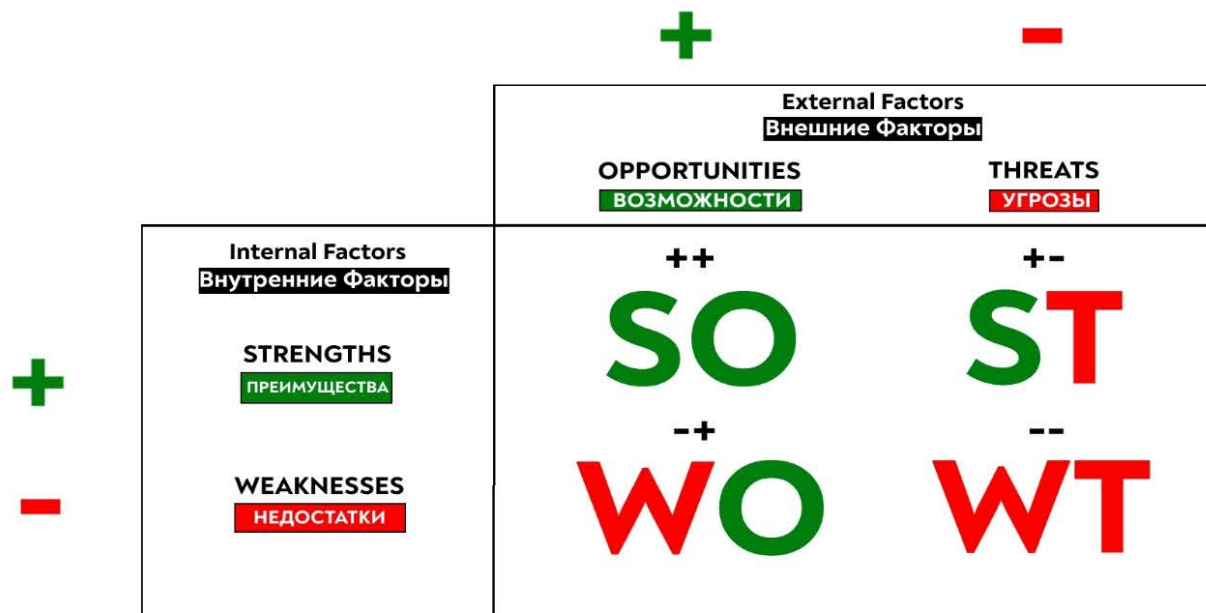 + -
External Factors
Внешние Факторы
OPPORTUNITIES THREATS
ВОЗМОЖНОСТИ УГРОЗЫ
Internal Factors
Внутренние Факторы
++ +-
SO ST
+ STRENGTHS
ПРЕИМУЩЕСТВА
-+ --
WO WT
- WEAKNESSES
НЕДОСТАТКИ